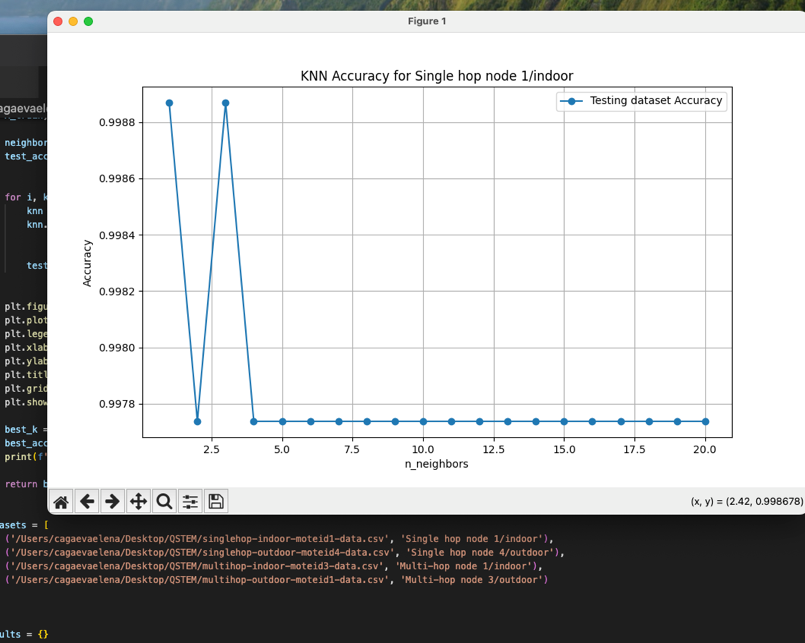 Figure 1
KNN Accuracy for Single hop node 1/indoor
Testing dataset Accuracy
0.9988
0.9986
0.9984
0.9982
0.9980
0.9978
Accuracy
2.5 5.0 7.5 10.0 12.5 15.0 17.5 20.0
n_neighbors
(x, y) = (2.42, 0.998678)
agaevaele
neighbor
test_acc
for i, k
knn
knn.
test
plt.figu
plt.plot
plt.lege
plt.xlab
plt.ylab
plt.titl
plt.grid
plt.show
best_k =
best_acc
print(f"
return b
asets = [
('/Users/cagaevaelena/Desktop/QSTEM/singlehop-indoor-moteid1-data.csv', 'Single hop node 1/indoor'),
('/Users/cagaevaelena/Desktop/QSTEM/singlehop-outdoor-moteid4-data.csv', 'Single hop node 4/outdoor'),
('/Users/cagaevaelena/Desktop/QSTEM/multihop-indoor-moteid3-data.csv', 'Multi-hop node 1/indoor'),
('/Users/cagaevaelena/Desktop/QSTEM/multihop-outdoor-moteid1-data.csv', 'Multi-hop node 3/outdoor')
ults = {}